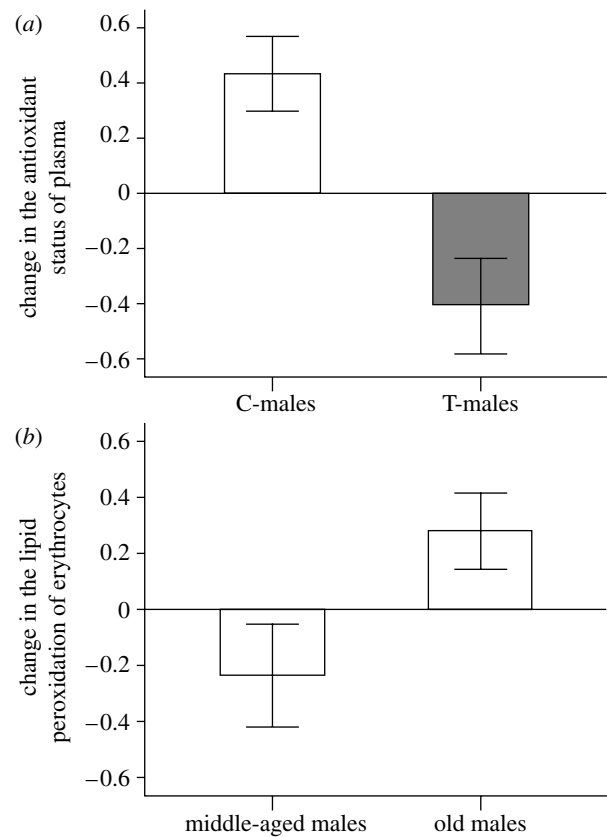 (a)
change in the antioxidant
status of plasma
0.6
0.4
0.2
0
−0.2
−0.4
−0.6
C-males T-males
(b)
change in the lipid
peroxidation of erythrocytes
0.6
0.4
0.2
0
−0.2
−0.4
−0.6
middle-aged males old males